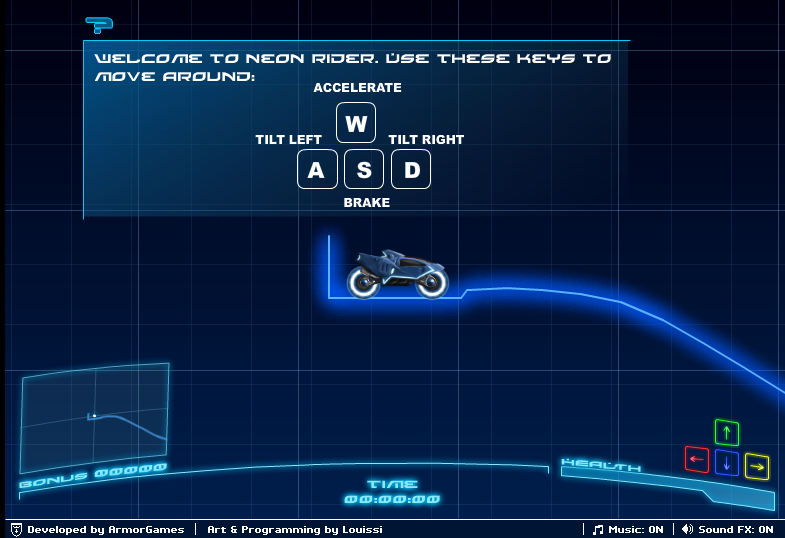 WELCOME TO NEON RIDER. USE THESE KEYS TO
MOVE AROUND:
ACCELERATE
W
TILT LEFT TILT RIGHT
A S D
BRAKE
BONUS 00000
TIME
00:00:00
HEALTH
Developed by ArmorGames | Art & Programming by Louissi | Music: ON | Sound FX: ON